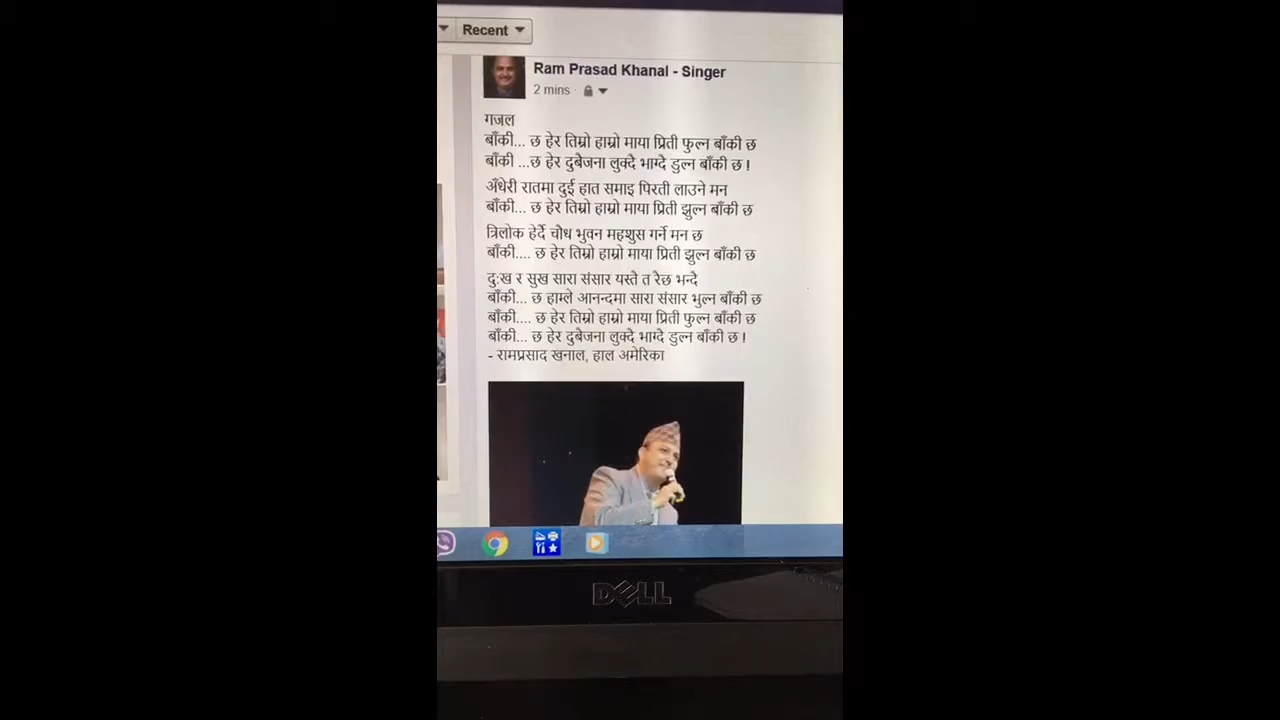 Recent
Ram Prasad Khanal - Singer
2 mins
गजल
बाँकी... छ हेर तिम्रो हाम्रो माया प्रिती फुल्न बाँकी छ
बाँकी ...छ हेर दुबैजना लुक्दै भाग्दै डुल्न बाँकी छ !
अँधेरी रातमा दुई हात समाइ पिरती लाउने मन
बाँकी... छ हेर तिम्रो हाम्रो माया प्रिती झुल्न बाँकी छ
त्रिलोक हेर्दै चौध भुवन महशुस गर्ने मन छ
बाँकी.... छ हेर तिम्रो हाम्रो माया प्रिती झुल्न बाँकी छ
दुःख र सुख सारा संसार यस्तै त रैछ भन्दै
बाँकी... छ हाम्ले आनन्दमा सारा संसार भुल्न बाँकी छ
बाँकी.... छ हेर तिम्रो हाम्रो माया प्रिती फुल्न बाँकी छ
बाँकी... छ हेर दुबैजना लुक्दै भाग्दै डुल्न बाँकी छ !
- रामप्रसाद खनाल, हाल अमेरिका
DELL